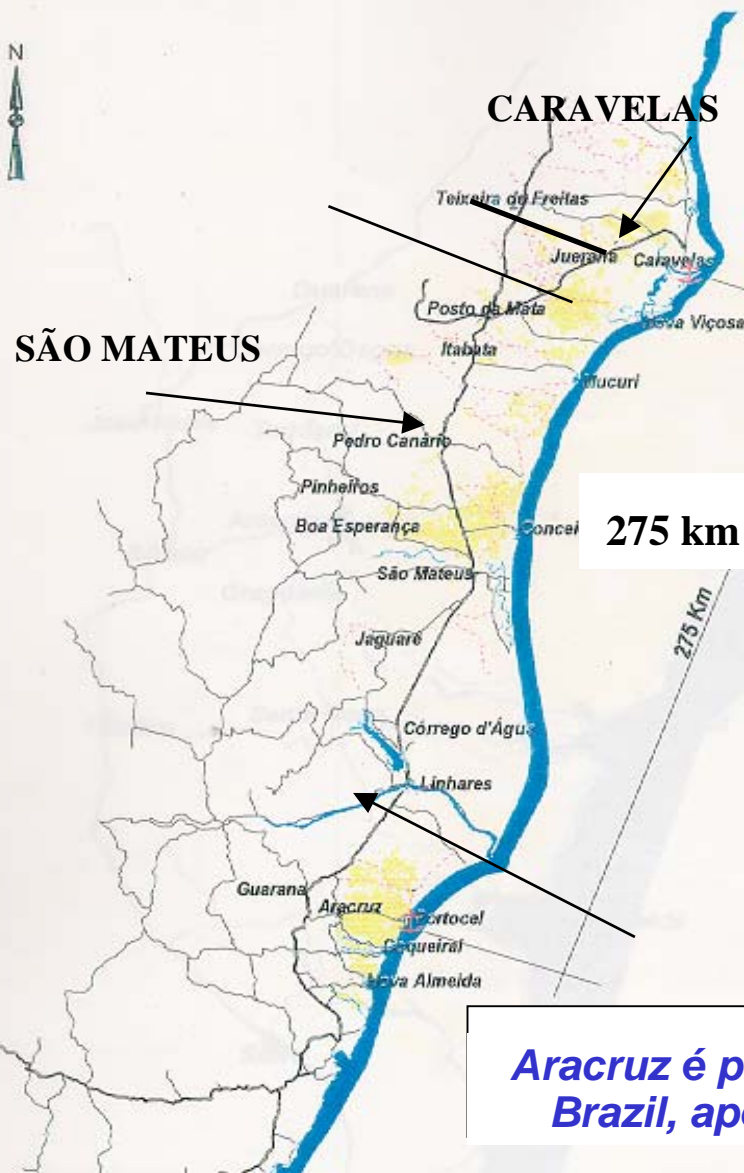 N
CARAVELAS
Teixeira de Freitas
Juerana
Caravelas
Posto da Mata
Nova Viçosa
SÃO MATEUS
Itabata
Mucuri
Pedro Canário
Pinheiros
Boa Esperança
Concei
275 km
São Mateus
275 Km
Jaguaré
Córrego d'Água
Linhares
Guarana
Aracruz
Portocel
Coqueiral
Nova Almeida
Aracruz é p
Brazil, ap